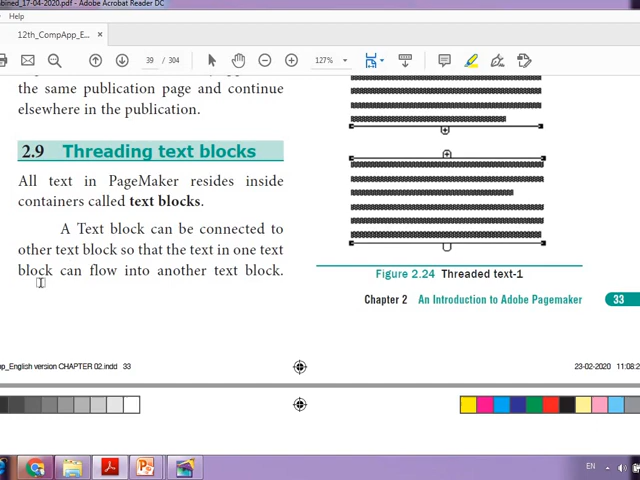 bined_17-04-2020.pdf - Adobe Acrobat Reader DC
Help
12th_CompApp_E... ×
39 / 304
127%
the same publication page and continue
elsewhere in the publication.
2.9 Threading text blocks
All text in PageMaker resides inside
containers called text blocks.
A Text block can be connected to
other text block so that the text in one text
block can flow into another text block.
Figure 2.24 Threaded text-1
Chapter 2 An Introduction to Adobe Pagemaker 33
pp_English version CHAPTER 02.indd 33
23-02-2020 11:08:2
EN